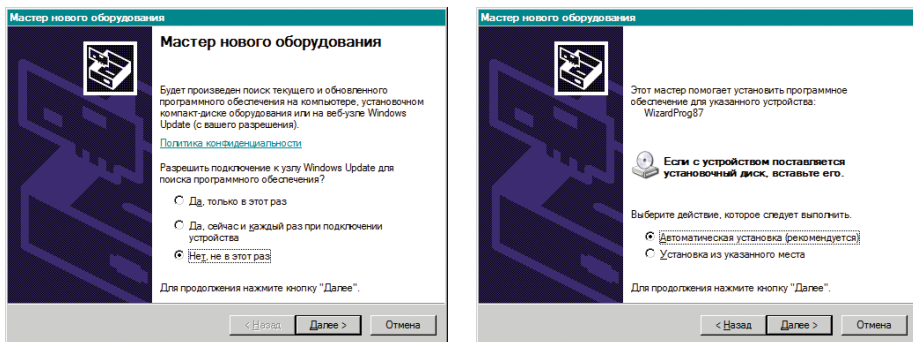 Мастер нового оборудования
Мастер нового оборудования
Будет произведен поиск текущего и обновленного
программного обеспечения на компьютере, установочном
компакт-диске оборудования или на веб-узле Windows
Update (с вашего разрешения).
Политика конфиденциальности
Разрешить подключение к узлу Windows Update для
поиска программного обеспечения?
Да, только в этот раз
Да, сейчас и каждый раз при подключении
устройства
Нет, не в этот раз
Для продолжения нажмите кнопку "Далее".
< Назад
Далее >
Отмена
Мастер нового оборудования
Этот мастер помогает установить программное
обеспечение для указанного устройства:
WizardProg87
Если с устройством поставляется
установочный диск, вставьте его.
Выберите действие, которое следует выполнить.
Автоматическая установка (рекомендуется)
Установка из указанного места
Для продолжения нажмите кнопку "Далее".
< Назад
Далее >
Отмена